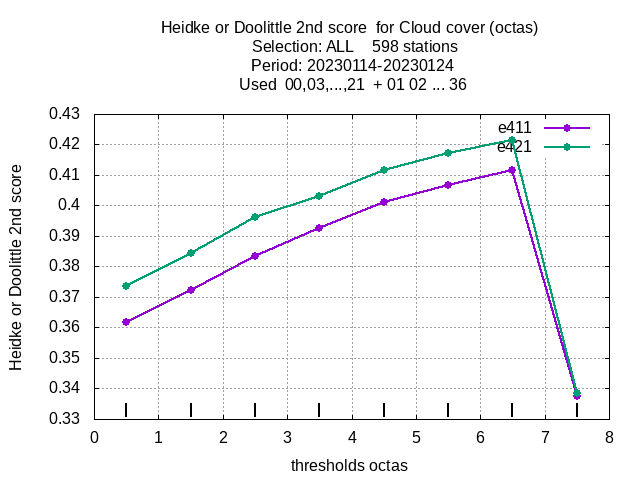 Heidke or Doolittle 2nd score  for Cloud cover (octas)
Selection: ALL    598 stations
Period: 20230114-20230124
Used  00,03,...,21  + 01 02 ... 36
Heidke or Doolittle 2nd score
0.43
0.42
0.41
0.4
0.39
0.38
0.37
0.36
0.35
0.34
0.33
e411
e421
0 1 2 3 4 5 6 7 8
thresholds octas